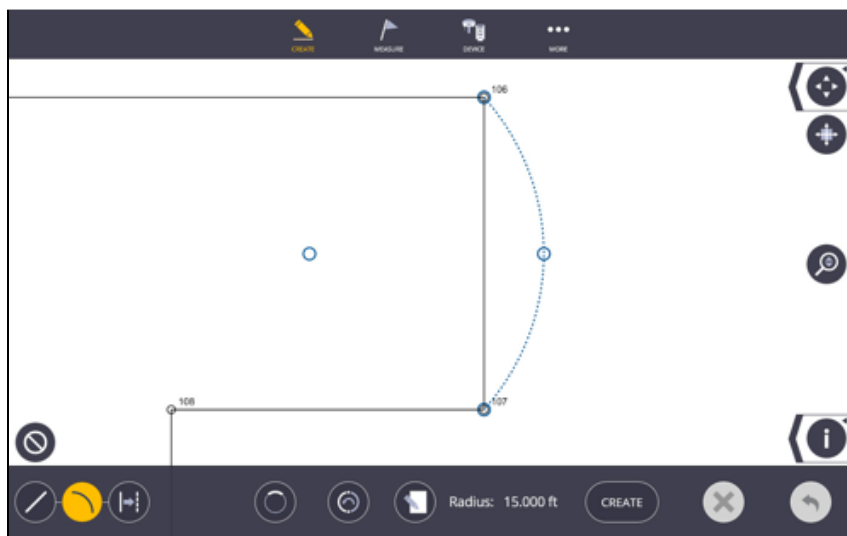 CREATE
MEASURE
DEVICE
MORE
106
107
108
i
Radius: 15.000 ft
CREATE